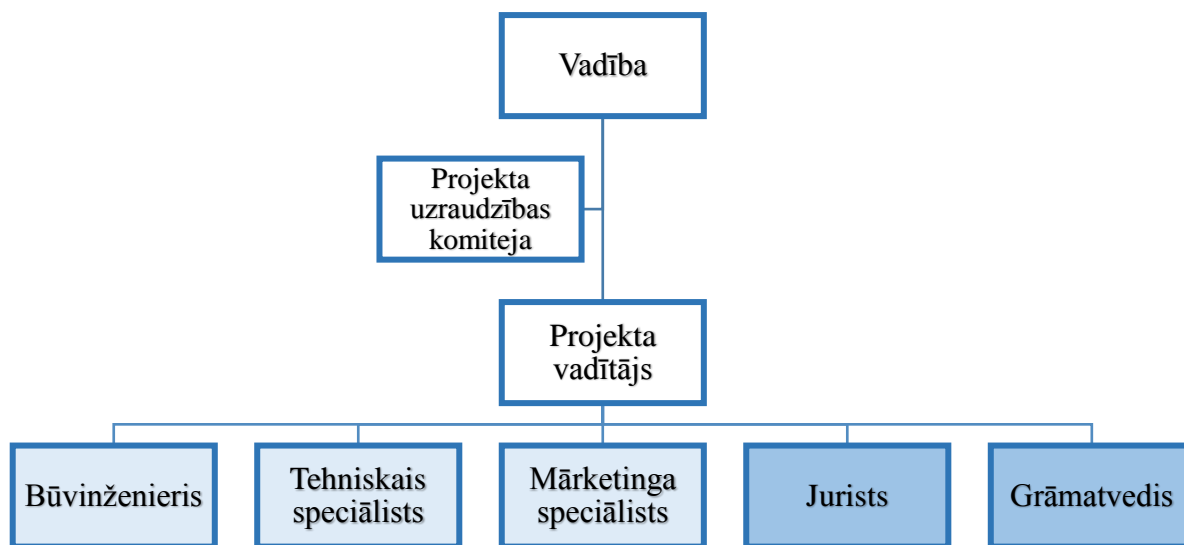 Vadība
Projekta
uzraudzības
komiteja
Projekta
vadītājs
Būvinženieris
Tehniskais
speciālists
Mārketinga
speciālists
Jurists
Grāmatvedis